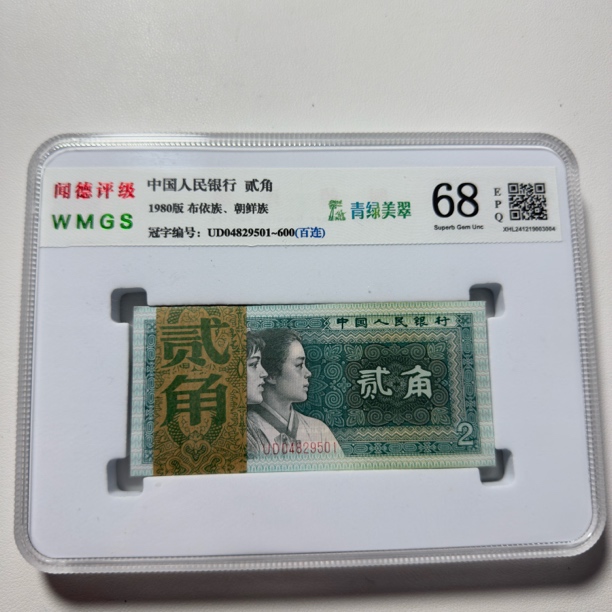 闻德评级
WMGS
中国人民银行 贰角
1980版 布依族、朝鲜族
冠字编号：UD04829501~600(百连)
青绿美翠
68
EPQ
Superb Gem Unc
XHL241219663064
中国人民银行
贰角
贰角
UD04829501
2